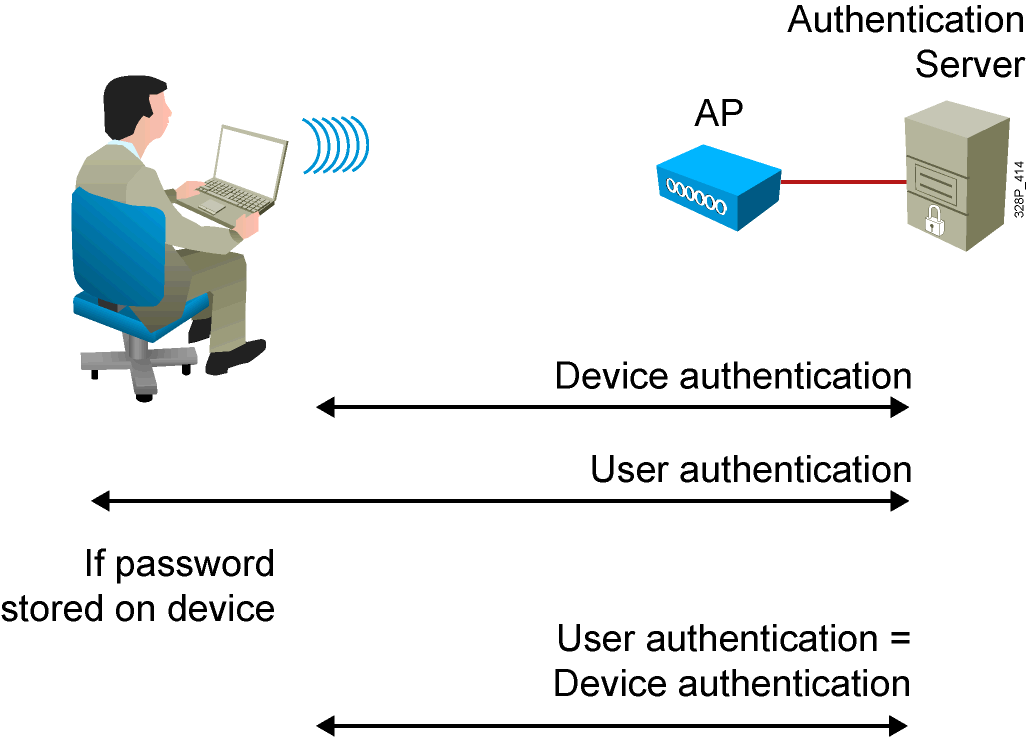 Authentication
Server
AP
328P_414
Device authentication
User authentication
If password
stored on device
User authentication =
Device authentication